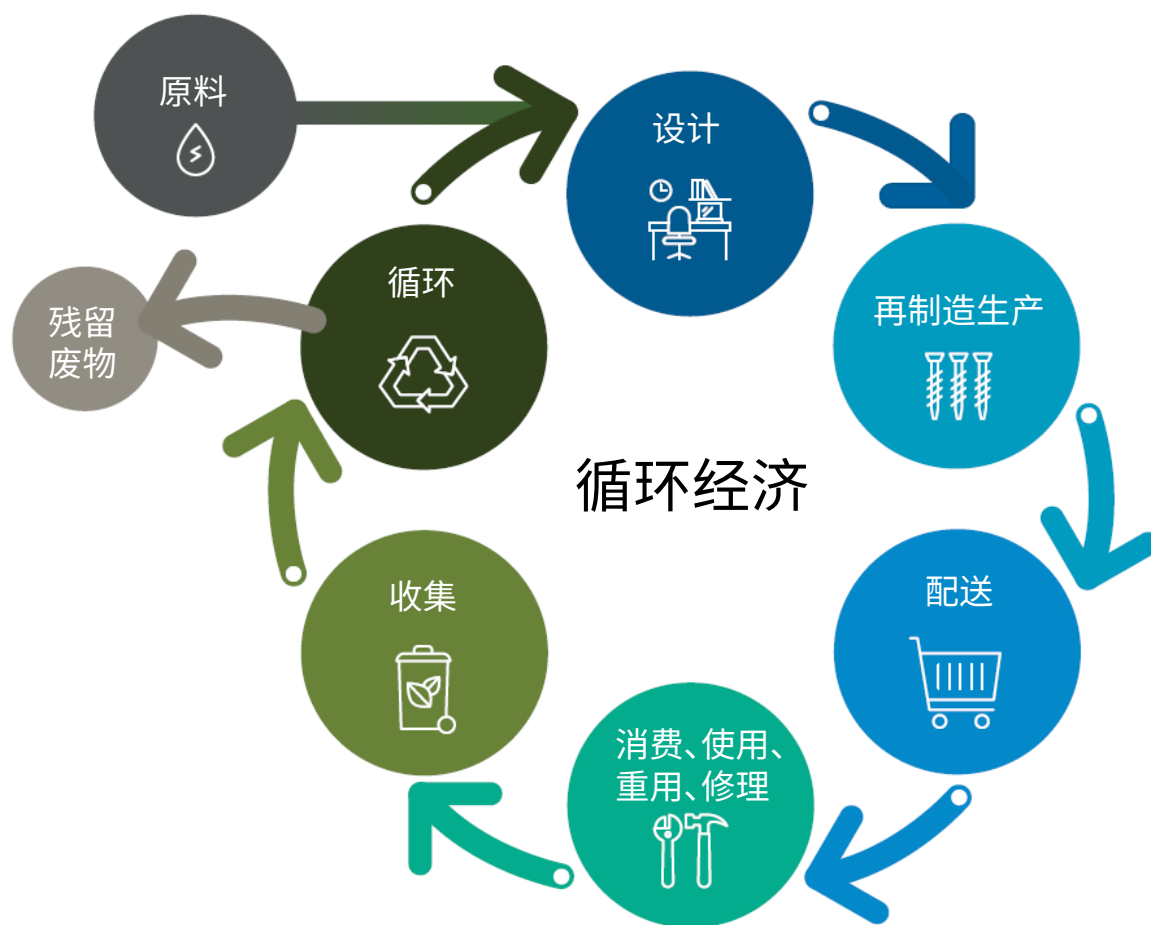 原料
设计
循环
再制造生产
残留
废物
循环经济
收集
配送
消费、使用、
重用、修理